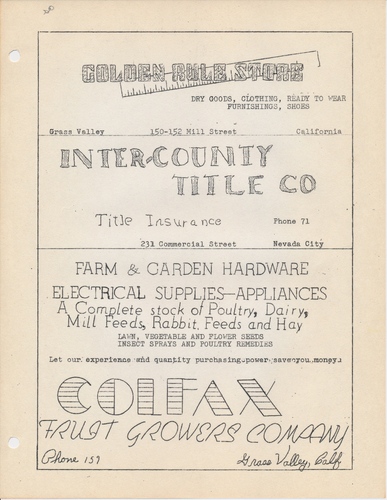 GOLDEN RULE STORE
DRY GOODS, CLOTHING, READY TO WEAR
FURNISHINGS, SHOES
Grass Valley 150-152 Mill Street California
INTER-COUNTY
TITLE CO
Title Insurance Phone 71
231 Commercial Street Nevada City
FARM & GARDEN HARDWARE
ELECTRICAL SUPPLIES—APPLIANCES
A Complete stock of Poultry, Dairy,
Mill Feeds, Rabbit, Feeds and Hay
LAWN, VEGETABLE AND FLOWER SEEDS
INSECT SPRAYS AND POULTRY REMEDIES
Let our experience and quantity purchasing power save you money
COLFAX
FRUIT GROWERS COMPANY
Phone 157
Grass Valley, Calif.